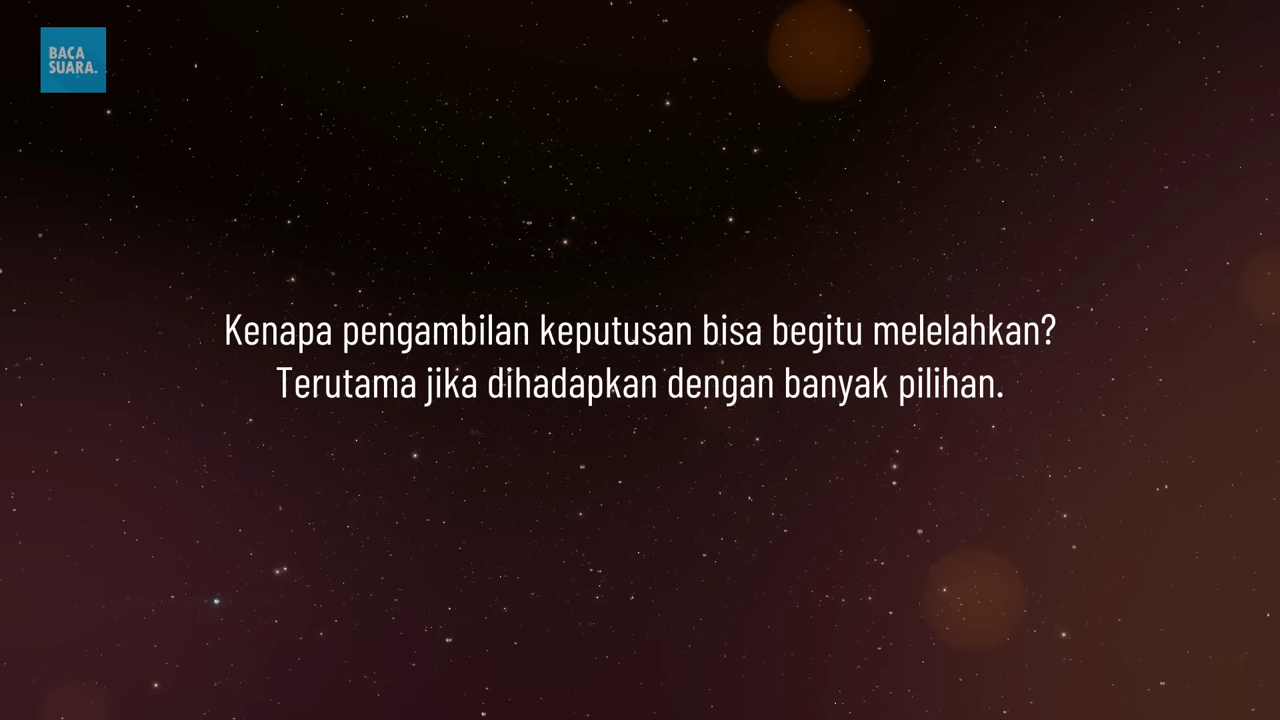 BACA
SUARA.
Kenapa pengambilan keputusan bisa begitu melelahkan?
Terutama jika dihadapkan dengan banyak pilihan.